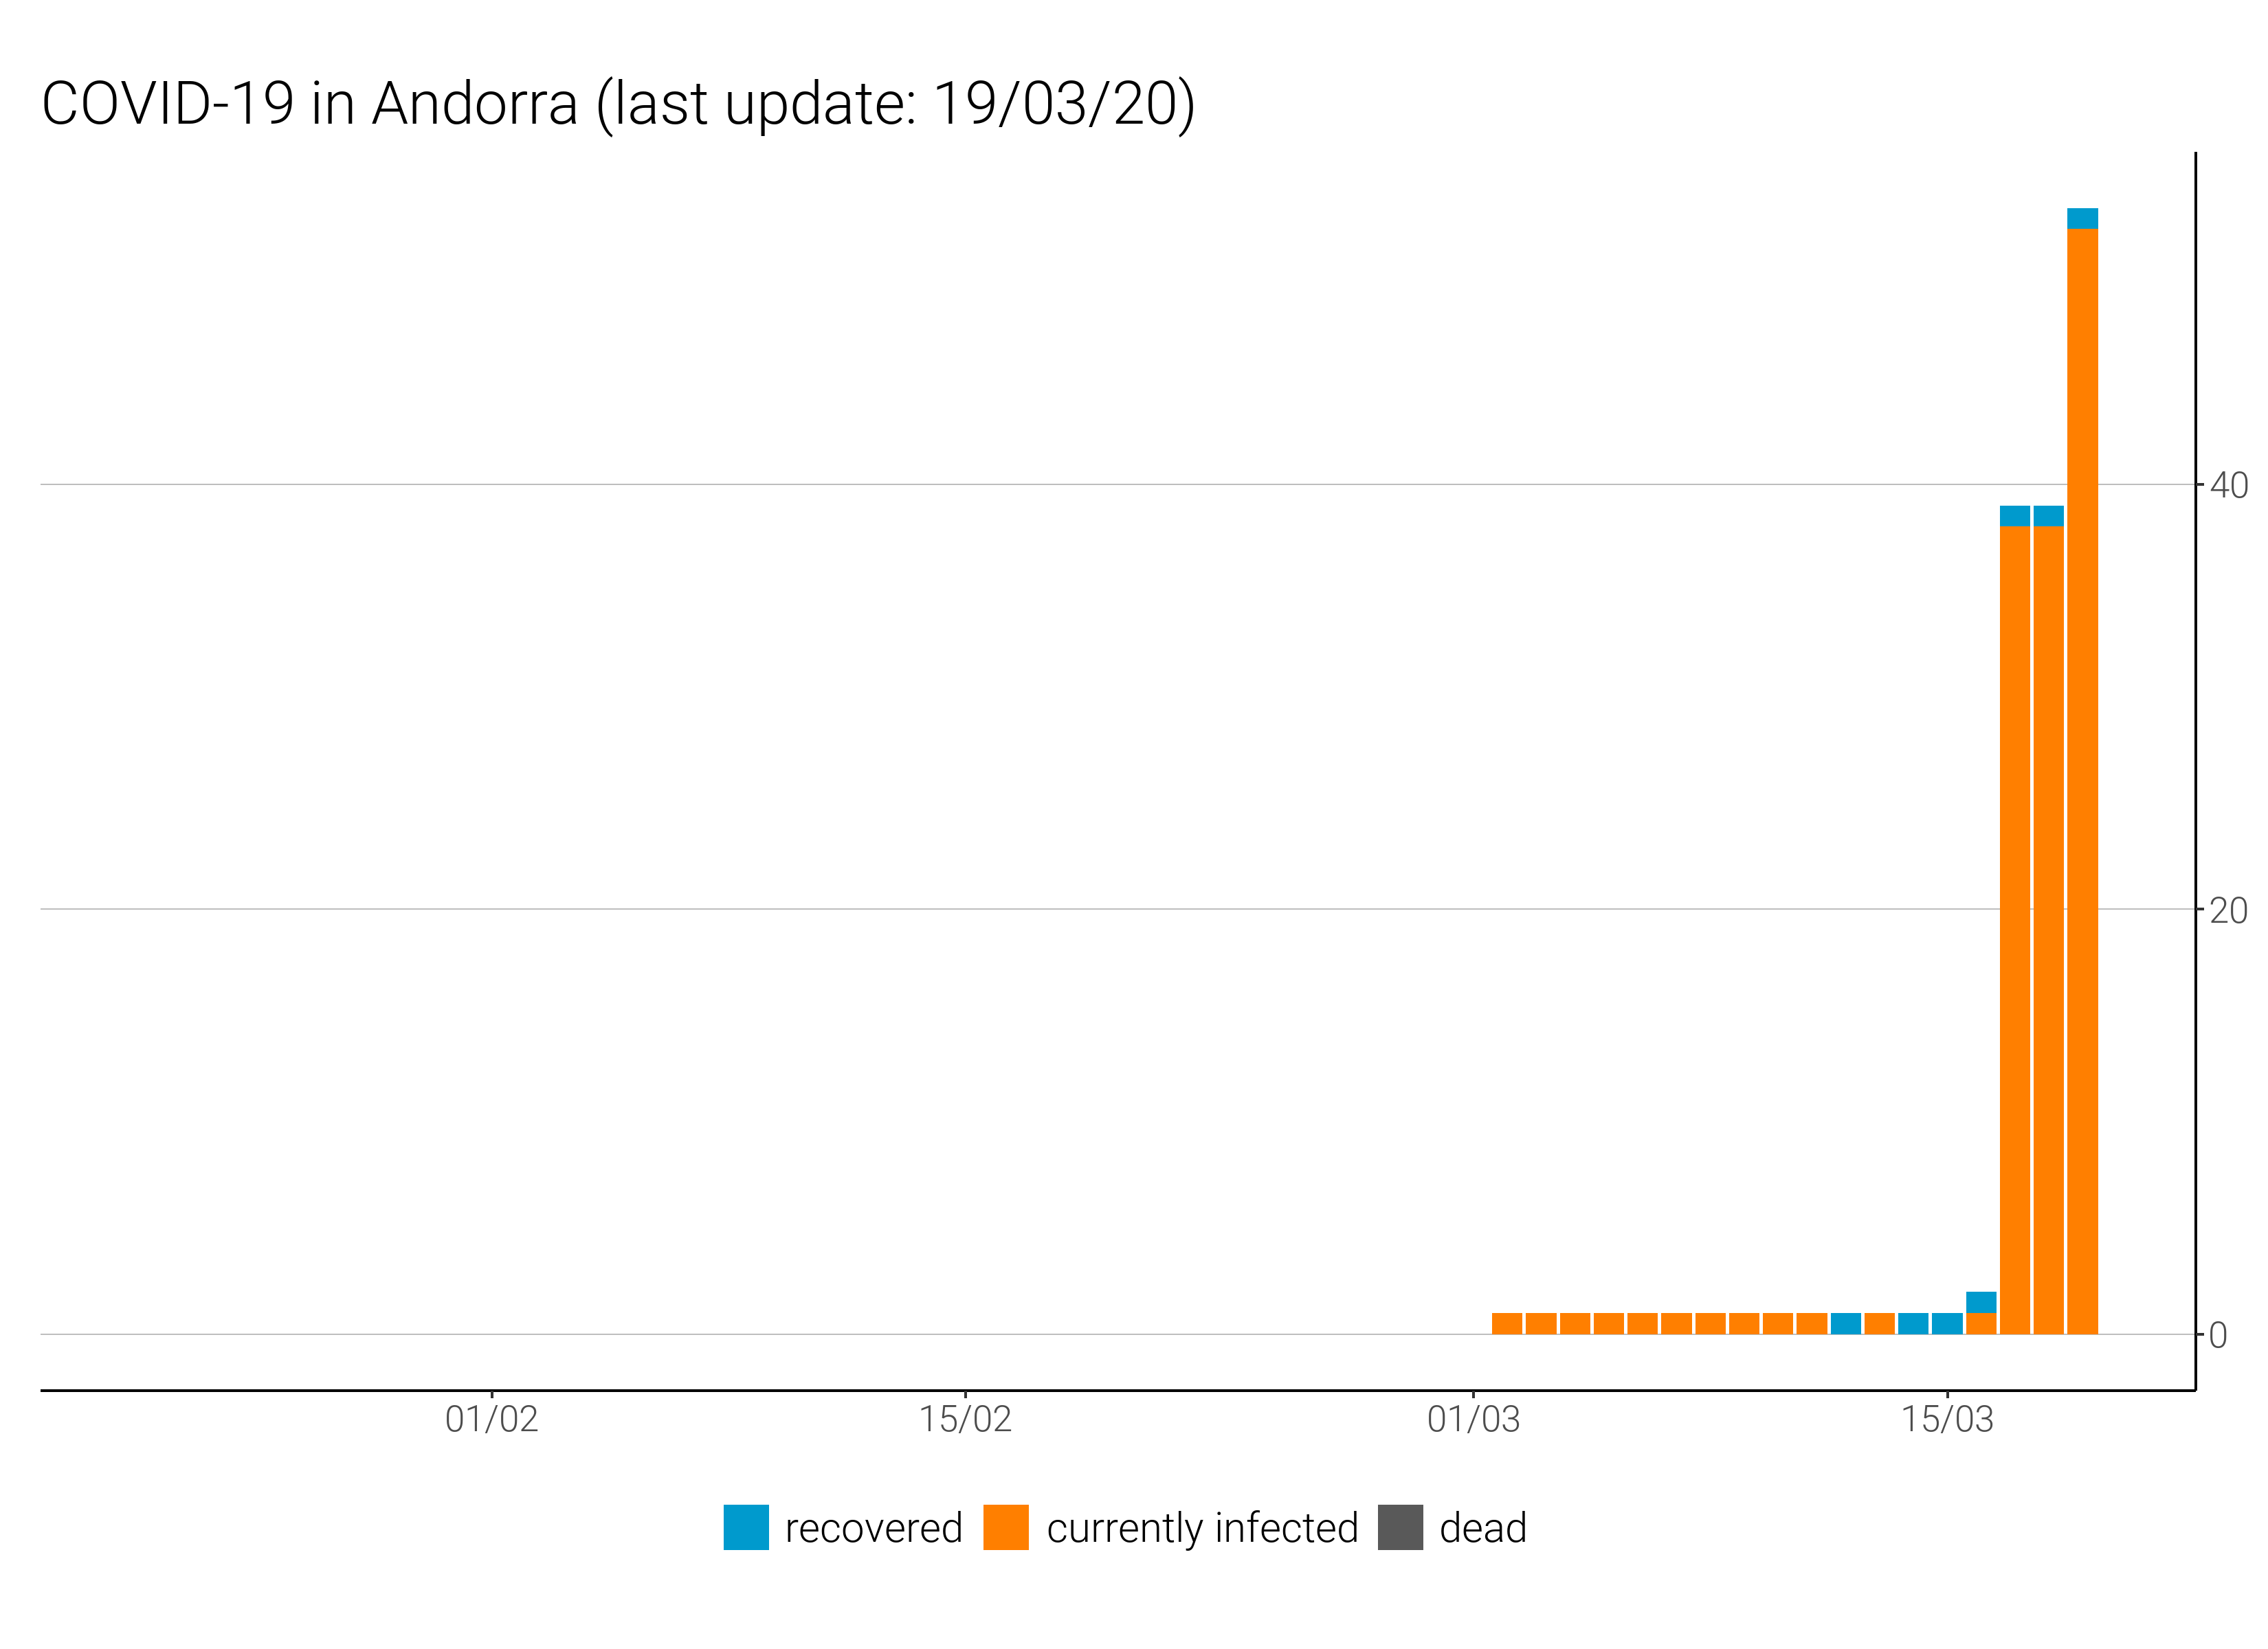 COVID-19 in Andorra (last update: 19/03/20)
40
20
0
01/02 15/02 01/03 15/03
recovered currently infected dead